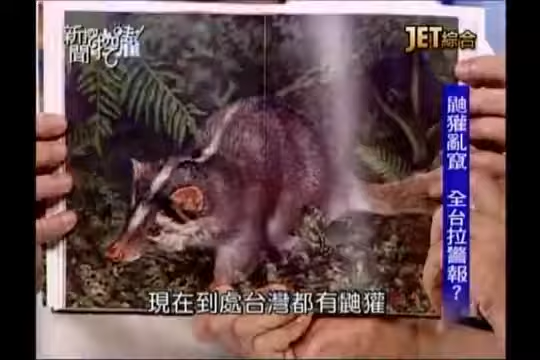 新聞挖挖哇
JET綜合
鼬獾亂竄 全台拉警報？
現在到處台灣都有鼬獾